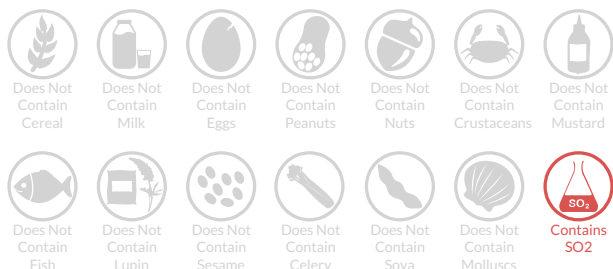 Does Not Contain Cereal
Does Not Contain Milk
Does Not Contain Eggs
Does Not Contain Peanuts
Does Not Contain Nuts
Does Not Contain Crustaceans
Does Not Contain Mustard
Does Not Contain Fish
Does Not Contain Lupin
Does Not Contain Sesame
Does Not Contain Celery
Does Not Contain Soya
Does Not Contain Molluscs
SO₂
Contains SO2